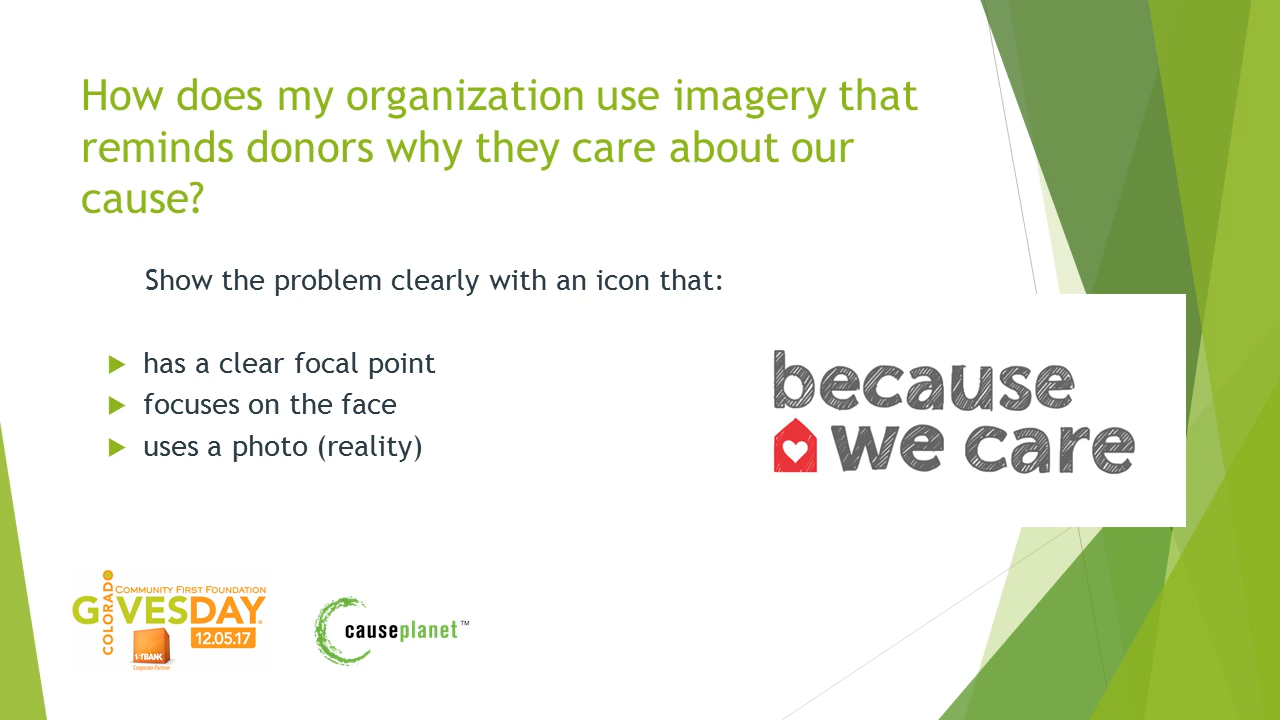 How does my organization use imagery that
reminds donors why they care about our
cause?
Show the problem clearly with an icon that:
has a clear focal point
focuses on the face
uses a photo (reality)
because
we care
COMMUNITY FIRST FOUNDATION
COLORADO
GIVESDAY®
12.05.17
1STBANK
Corporate Partner
causeplanet™